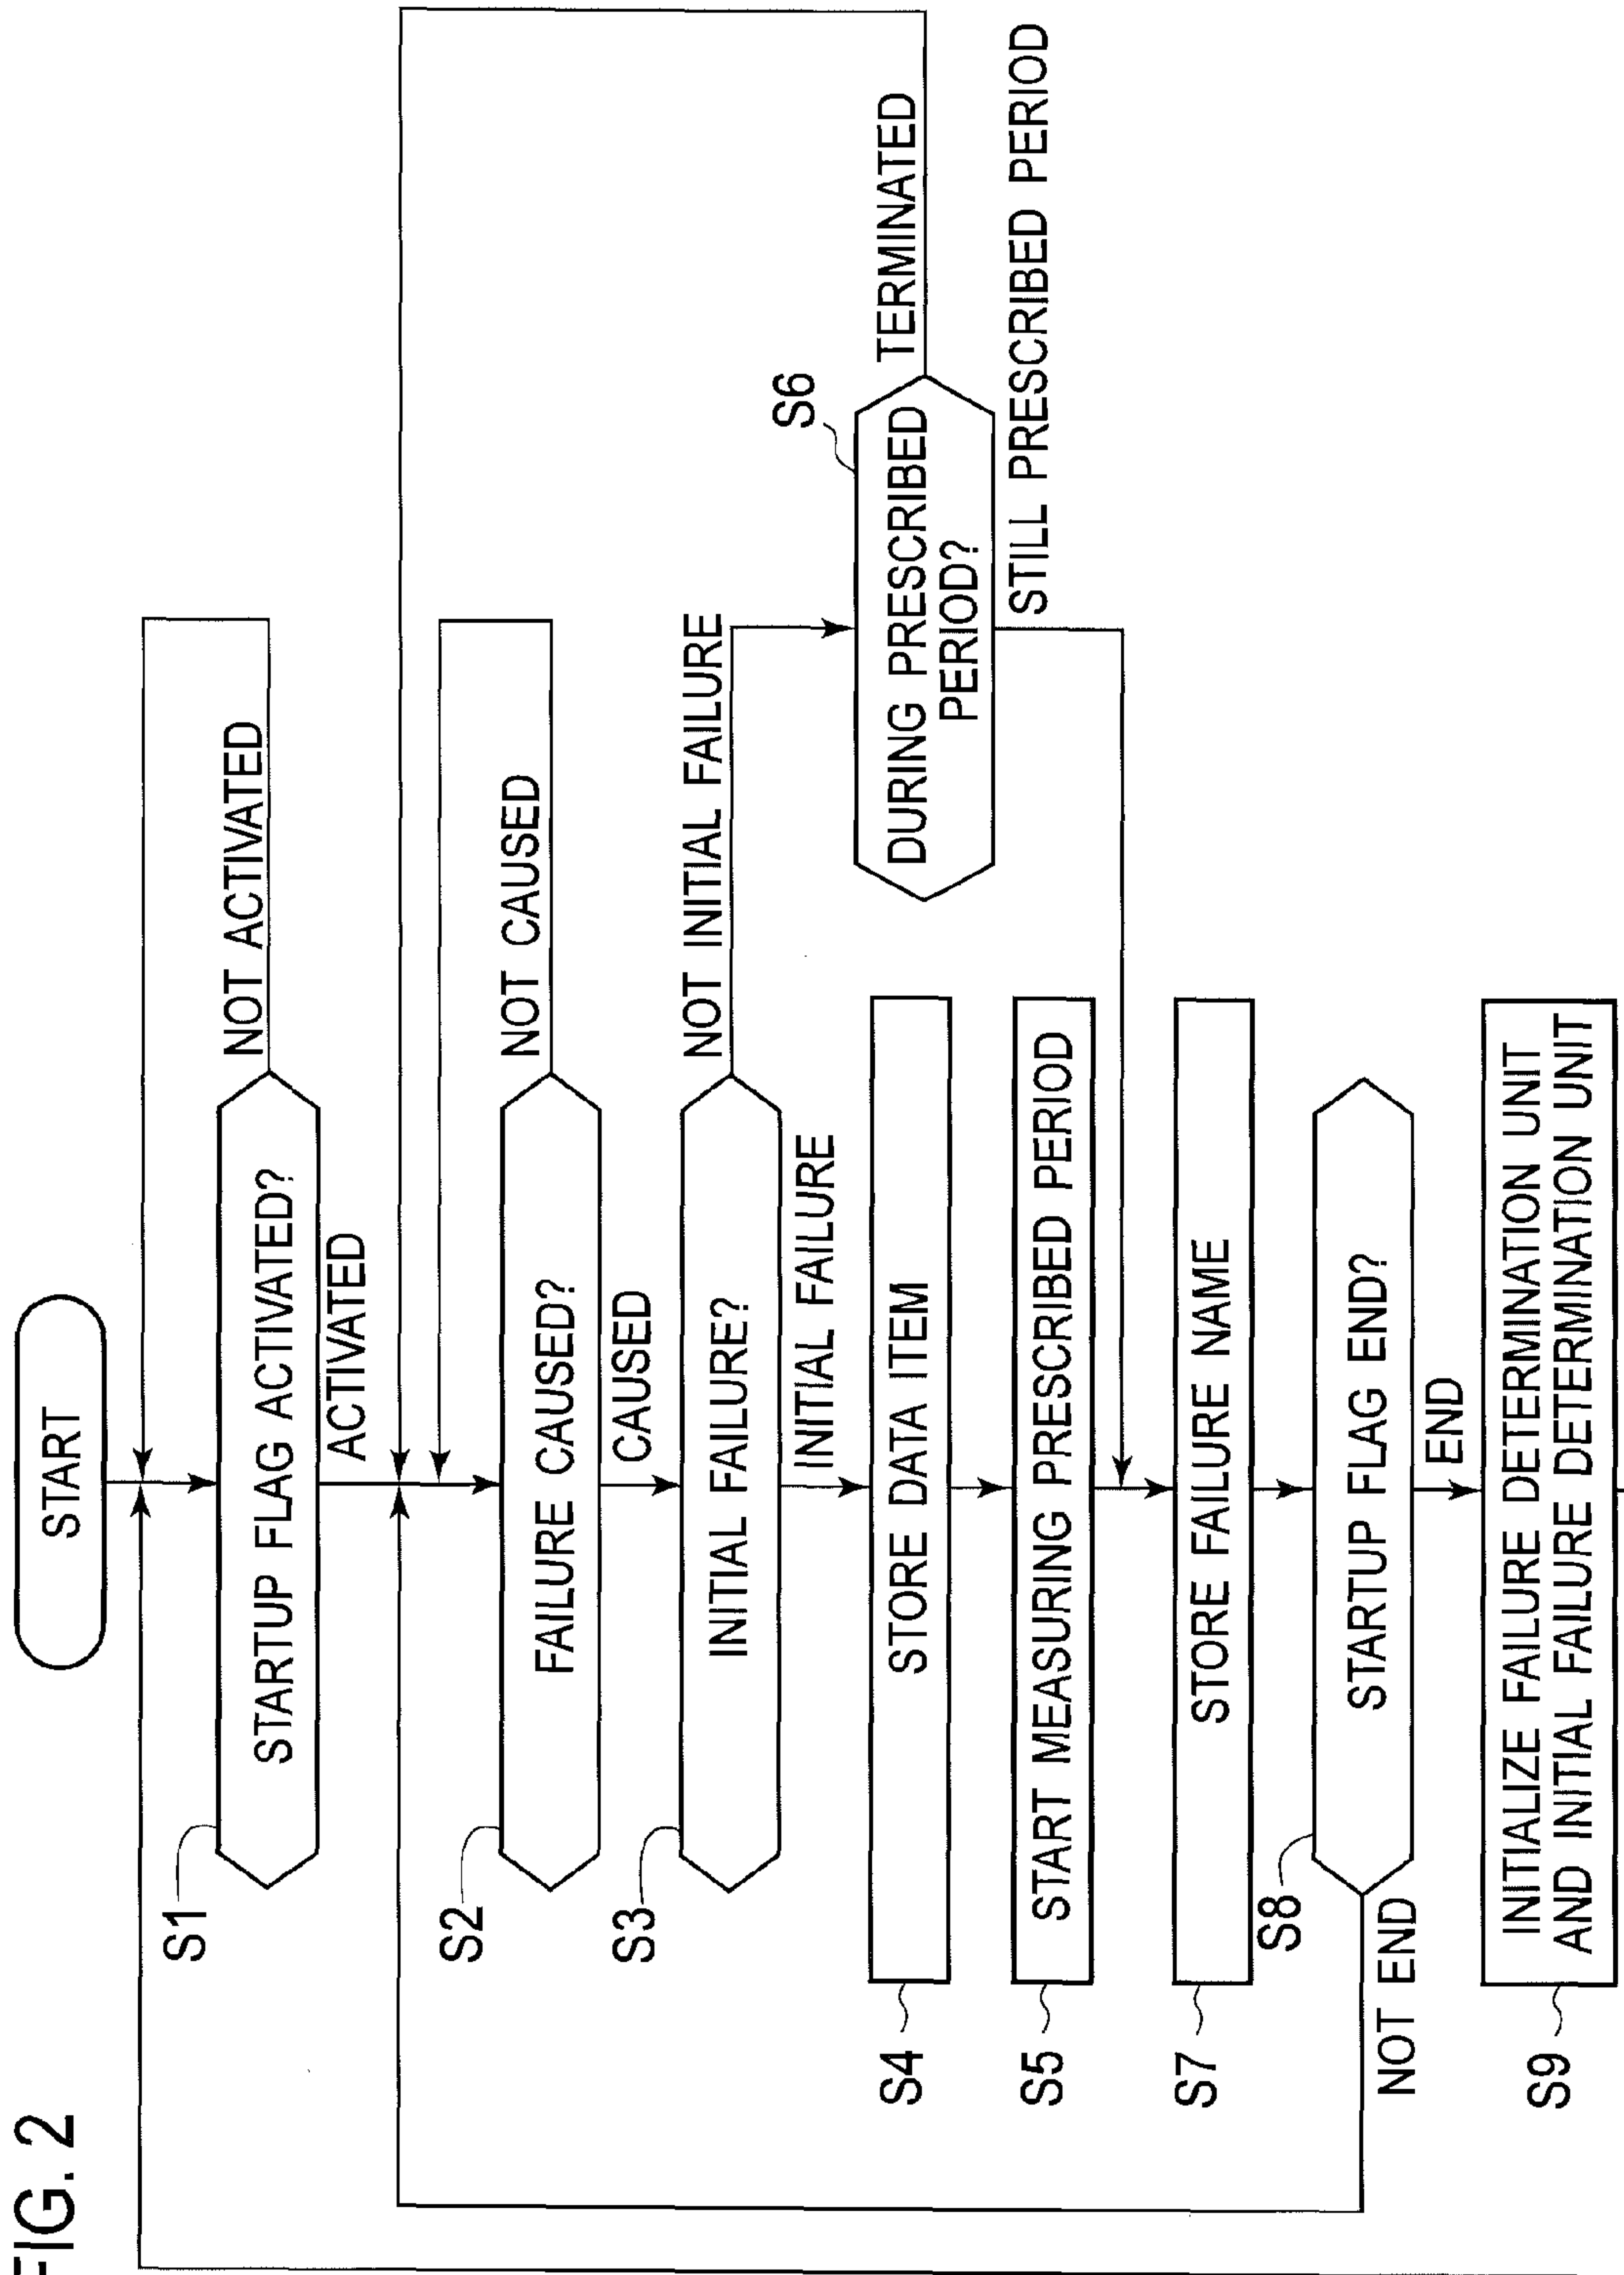 FIG. 2
START
S1
STARTUP FLAG ACTIVATED?
NOT ACTIVATED
ACTIVATED
S2
FAILURE CAUSED?
NOT CAUSED
CAUSED
S3
INITIAL FAILURE?
NOT INITIAL FAILURE
INITIAL FAILURE
S6
DURING PRESCRIBED
PERIOD?
TERMINATED
STILL PRESCRIBED PERIOD
S4
STORE DATA ITEM
S5
START MEASURING PRESCRIBED PERIOD
S7
STORE FAILURE NAME
S8
STARTUP FLAG END?
NOT END
END
S9
INITIALIZE FAILURE DETERMINATION UNIT
AND INITIAL FAILURE DETERMINATION UNIT